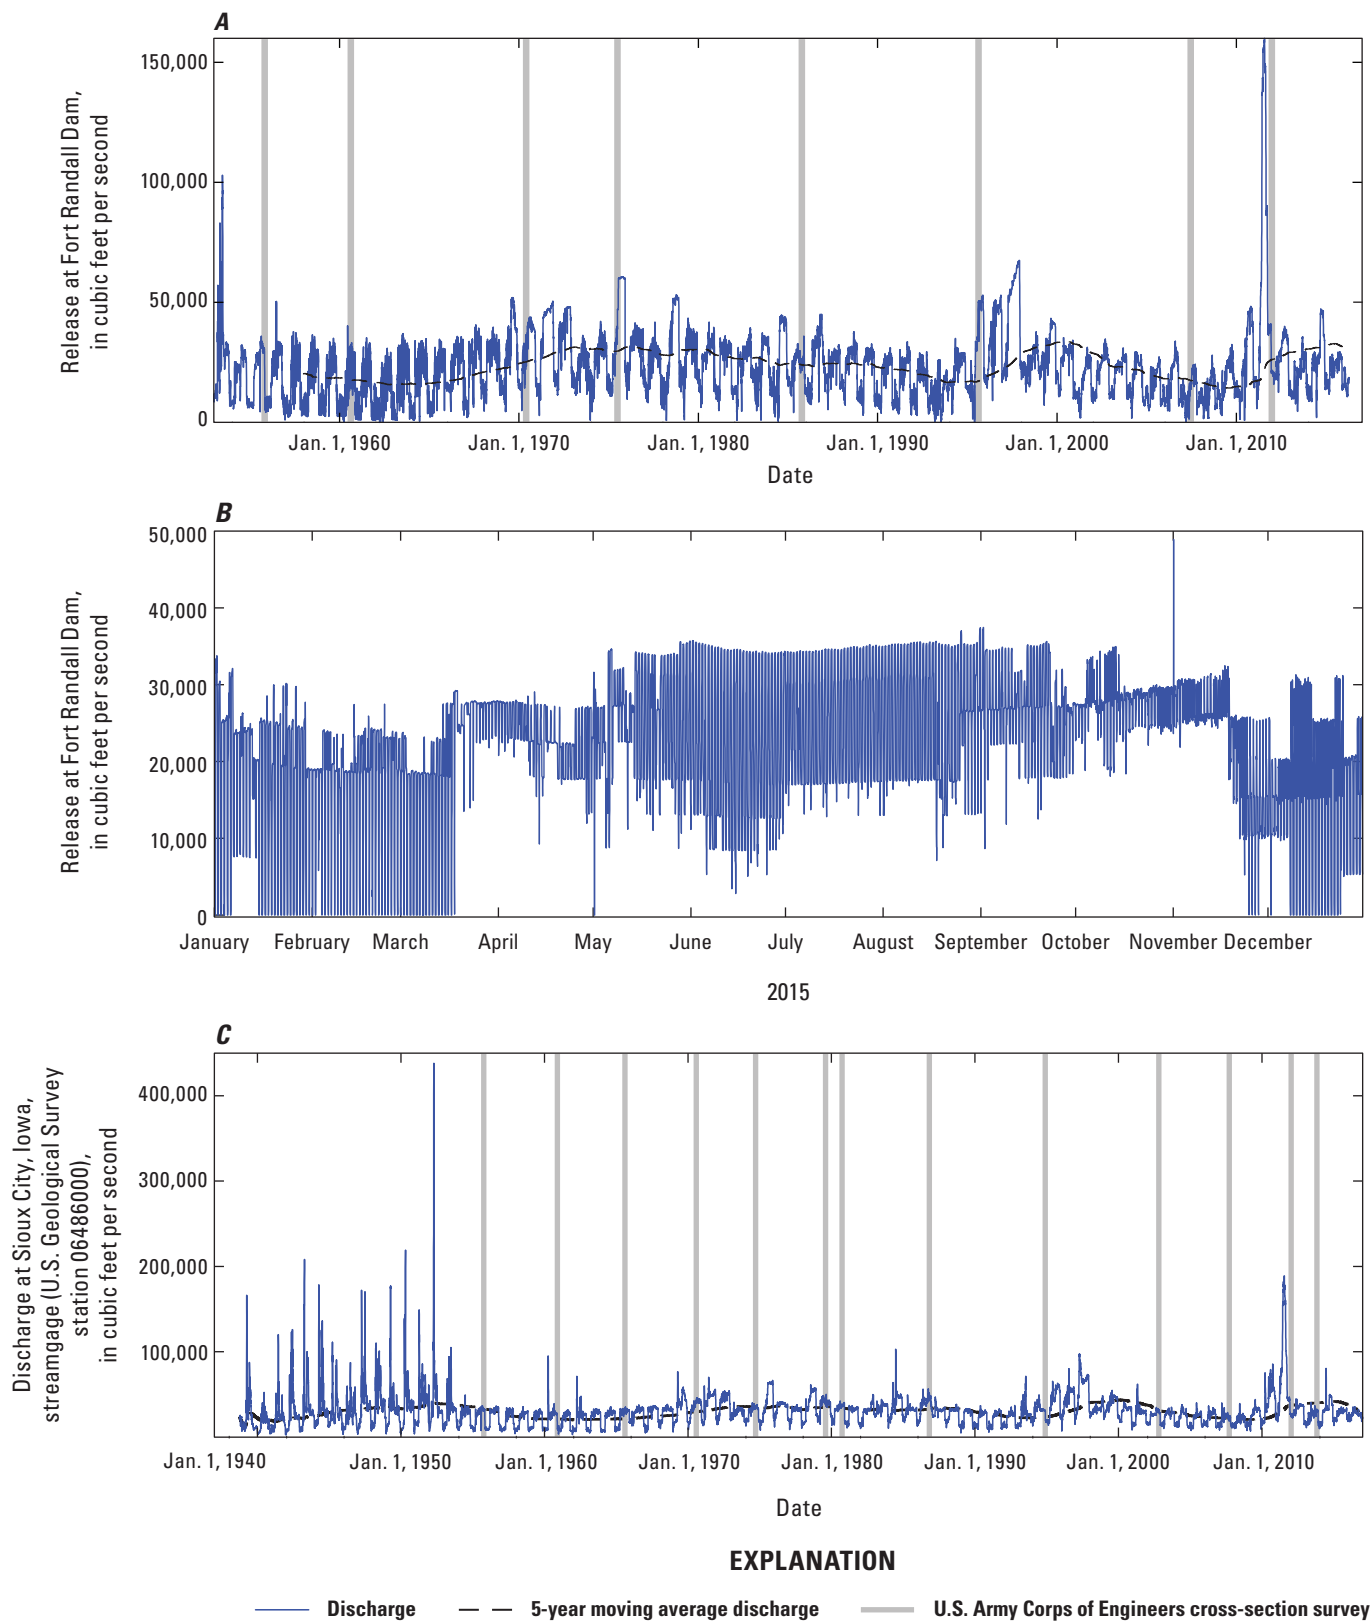 A
Release at Fort Randall Dam,
in cubic feet per second
150,000
100,000
50,000
0
Jan. 1, 1960
Jan. 1, 1970
Jan. 1, 1980
Jan. 1, 1990
Jan. 1, 2000
Jan. 1, 2010
Date
B
Release at Fort Randall Dam,
in cubic feet per second
50,000
40,000
30,000
20,000
10,000
0
January
February
March
April
May
June
July
August
September
October
November
December
2015
C
Discharge at Sioux City, Iowa,
streamgage (U.S. Geological Survey
station 06486000),
in cubic feet per second
400,000
300,000
200,000
100,000
Jan. 1, 1940
Jan. 1, 1950
Jan. 1, 1960
Jan. 1, 1970
Jan. 1, 1980
Jan. 1, 1990
Jan. 1, 2000
Jan. 1, 2010
Date
EXPLANATION
Discharge
5-year moving average discharge
U.S. Army Corps of Engineers cross-section survey